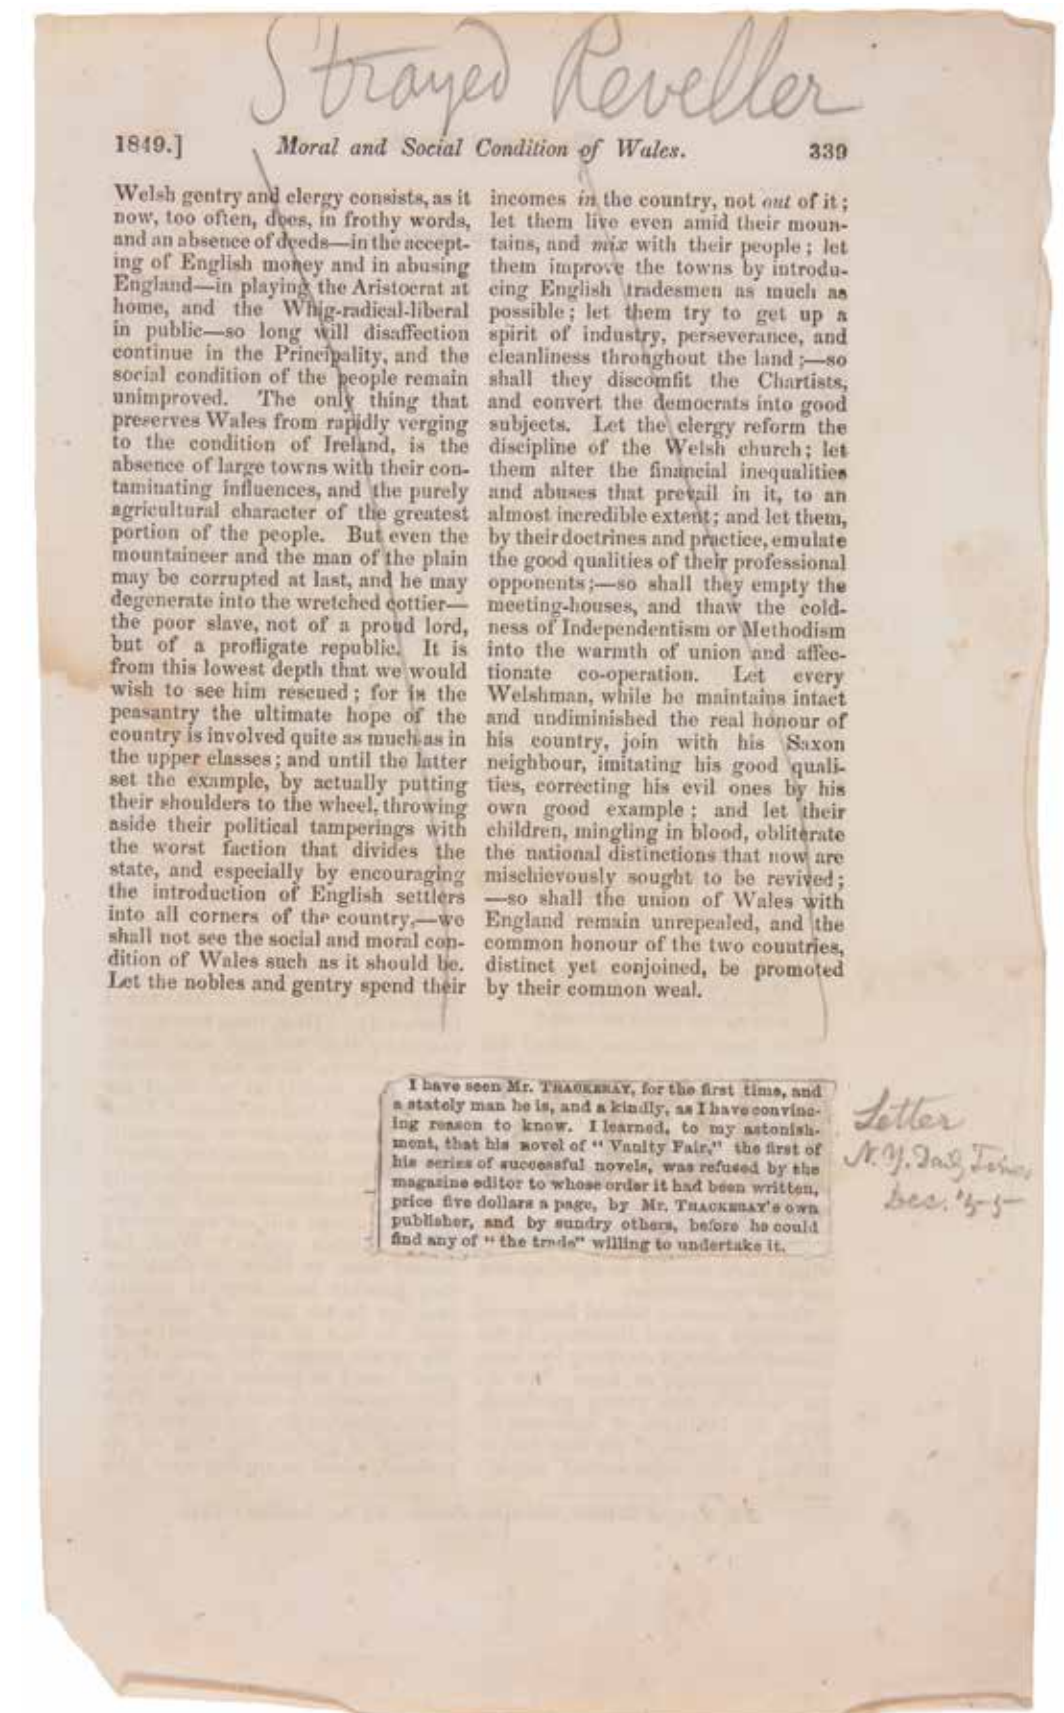 Strayed Reveller
1849.] Moral and Social Condition of Wales. 339
Welsh gentry and clergy consists, as it
now, too often, does, in frothy words,
and an absence of deeds—in the accept-
ing of English money and in abusing
England—in playing the Aristocrat at
home, and the Whig-radical-liberal
in public—so long will disaffection
continue in the Principality, and the
social condition of the people remain
unimproved. The only thing that
preserves Wales from rapidly verging
to the condition of Ireland, is the
absence of large towns with their con-
taminating influences, and the purely
agricultural character of the greatest
portion of the people. But even the
mountaineer and the man of the plain
may be corrupted at last, and he may
degenerate into the wretched cottier—
the poor slave, not of a proud lord,
but of a profligate republic. It is
from this lowest depth that we would
wish to see him rescued; for in the
peasantry the ultimate hope of the
country is involved quite as much as in
the upper classes; and until the latter
set the example, by actually putting
their shoulders to the wheel, throwing
aside their political tamperings with
the worst faction that divides the
state, and especially by encouraging
the introduction of English settlers
into all corners of the country,—we
shall not see the social and moral con-
dition of Wales such as it should be.
Let the nobles and gentry spend their
incomes in the country, not out of it;
let them live even amid their moun-
tains, and mix with their people; let
them improve the towns by introdu-
cing English tradesmen as much as
possible; let them try to get up a
spirit of industry, perseverance, and
cleanliness throughout the land;—so
shall they discomfit the Chartists,
and convert the democrats into good
subjects. Let the clergy reform the
discipline of the Welsh church; let
them alter the financial inequalities
and abuses that prevail in it, to an
almost incredible extent; and let them,
by their doctrines and practice, emulate
the good qualities of their professional
opponents;—so shall they empty the
meeting-houses, and thaw the cold-
ness of Independentism or Methodism
into the warmth of union and affec-
tionate co-operation. Let every
Welshman, while he maintains intact
and undiminished the real honour of
his country, join with his Saxon
neighbour, imitating his good quali-
ties, correcting his evil ones by his
own good example; and let their
children, mingling in blood, obliterate
the national distinctions that now are
mischievously sought to be revived;
—so shall the union of Wales with
England remain unrepealed, and the
common honour of the two countries,
distinct yet conjoined, be promoted
by their common weal.
I have seen Mr. THACKERAY, for the first time, and
a stately man he is, and a kindly, as I have convinc-
ing reason to know. I learned, to my astonish-
ment, that his novel of "Vanity Fair," the first of
his series of successful novels, was refused by the
magazine editor to whose order it had been written,
price five dollars a page, by Mr. THACKERAY'S own
publisher, and by sundry others, before he could
find any of "the trade" willing to undertake it.
Letter
N.Y. Daily Times
Dec. '55